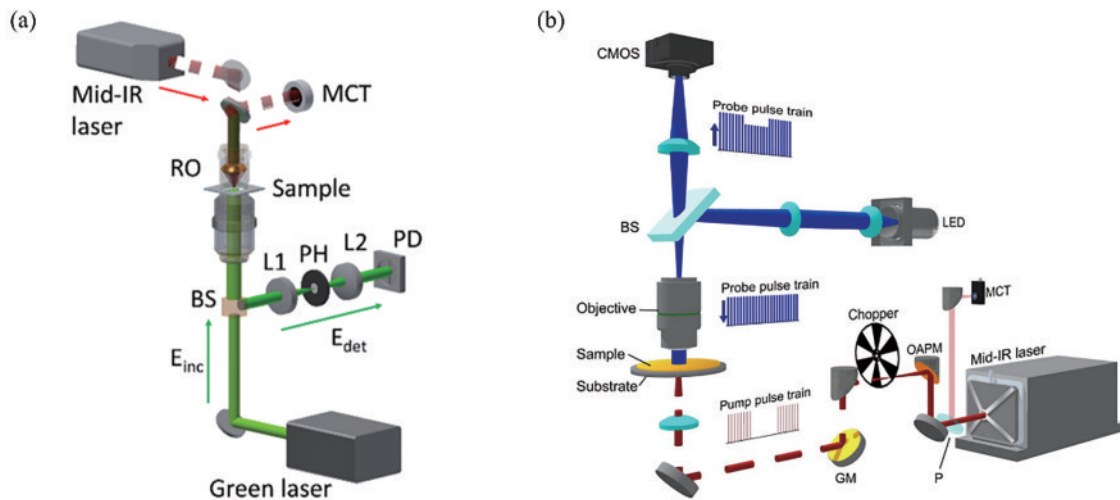 (a)
Mid-IR
laser
MCT
RO
Sample
L1
PH
L2
PD
BS
E_inc
E_det
Green laser
(b)
CMOS
Probe pulse train
BS
LED
Objective
Probe pulse train
MCT
Chopper
Sample
Substrate
OAPM
Mid-IR laser
Pump pulse train
GM
P